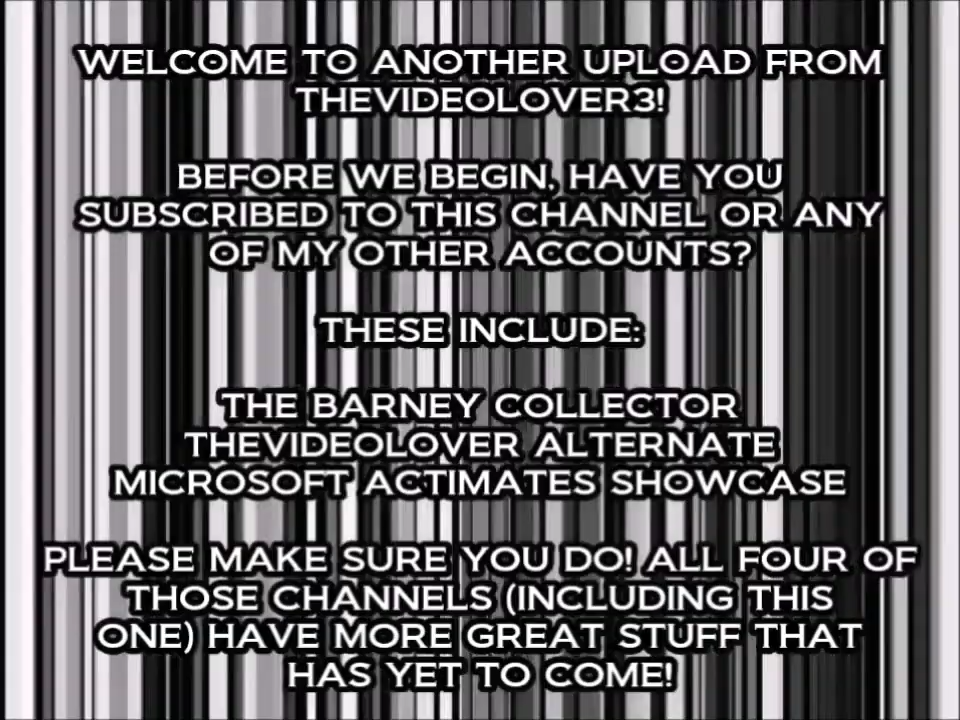 WELCOME TO ANOTHER UPLOAD FROM
THEVIDEOLOVER3!
BEFORE WE BEGIN, HAVE YOU
SUBSCRIBED TO THIS CHANNEL OR ANY
OF MY OTHER ACCOUNTS?
THESE INCLUDE:
THE BARNEY COLLECTOR
THEVIDEOLOVER ALTERNATE
MICROSOFT ACTIMATES SHOWCASE
PLEASE MAKE SURE YOU DO! ALL FOUR OF
THOSE CHANNELS (INCLUDING THIS
ONE) HAVE MORE GREAT STUFF THAT
HAS YET TO COME!